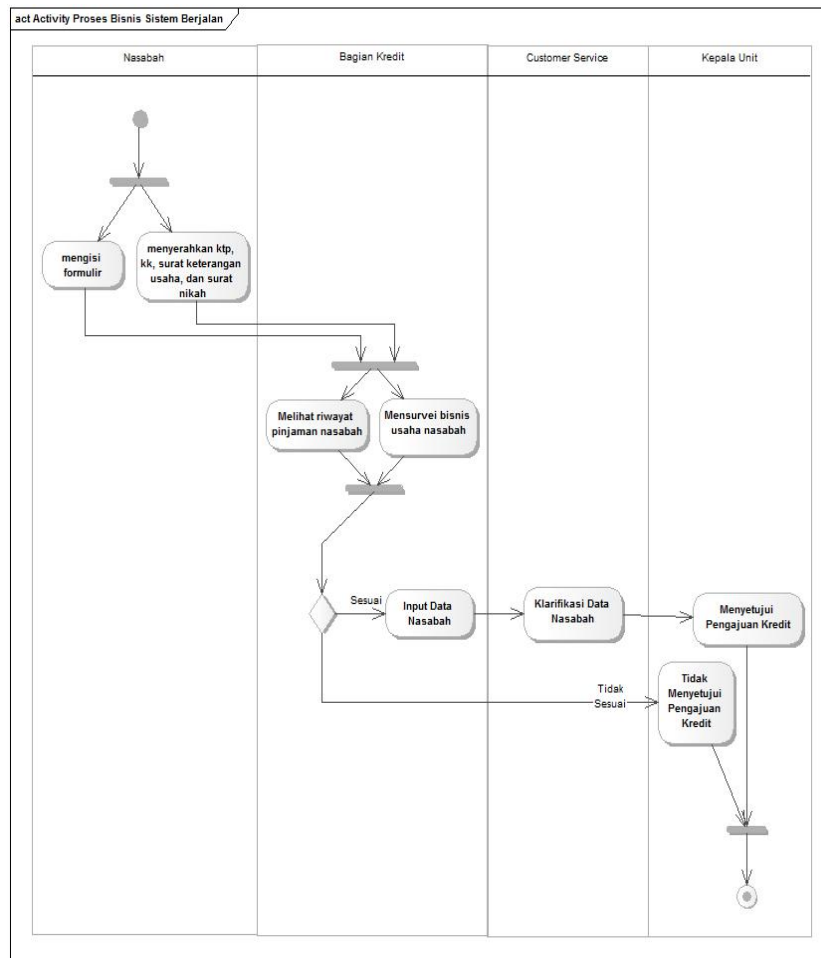 act Activity Proses Bisnis Sistem Berjalan
Nasabah
Bagian Kredit
Customer Service
Kepala Unit
mengisi
formulir
menyerahkan ktp,
kk, surat keterangan
usaha, dan surat
nikah
Melihat riwayat
pinjaman nasabah
Mensurvei bisnis
usaha nasabah
Sesuai
Input Data
Nasabah
Klarifikasi Data
Nasabah
Menyetujui
Pengajuan Kredit
Tidak
Sesuai
Tidak
Menyetujui
Pengajuan
Kredit